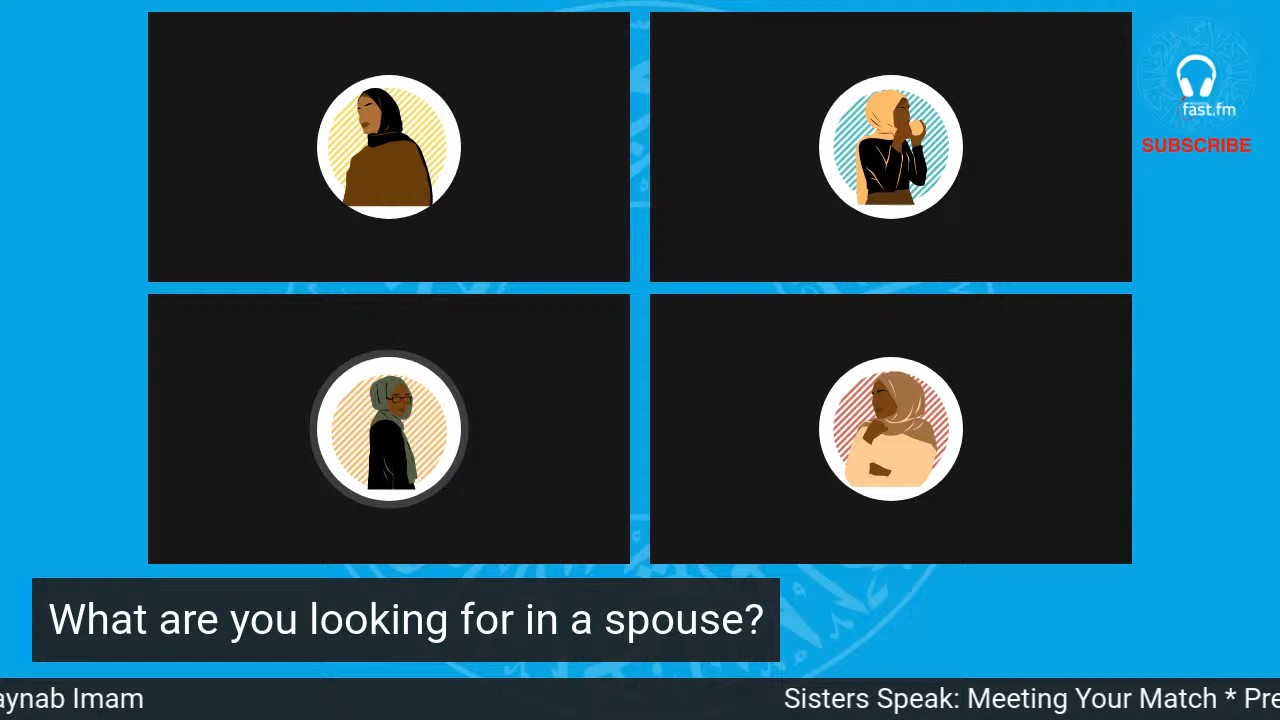 fast.fm
SUBSCRIBE
What are you looking for in a spouse?
aynab Imam
Sisters Speak: Meeting Your Match * Pre